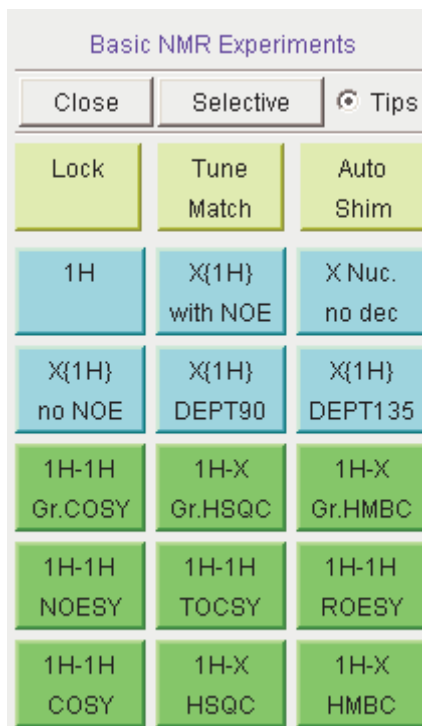 Basic NMR Experiments
Close Selective Tips
Lock Tune Auto
Match Shim
1H X{1H} X Nuc.
with NOE no dec
X{1H} X{1H} X{1H}
no NOE DEPT90 DEPT135
1H-1H 1H-X 1H-X
Gr.COSY Gr.HSQC Gr.HMBC
1H-1H 1H-1H 1H-1H
NOESY TOCSY ROESY
1H-1H 1H-X 1H-X
COSY HSQC HMBC